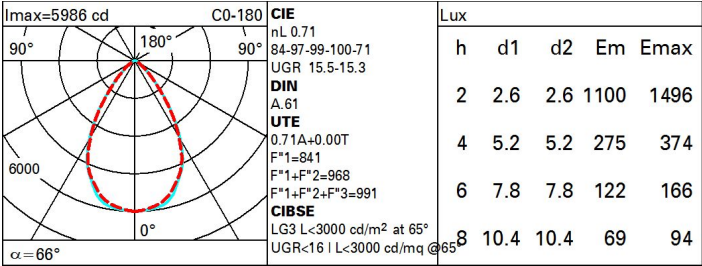 Imax=5986 cd C0-180
90° 180° 90°
6000
0°
α=66°
CIE
nL 0.71
84-97-99-100-71
UGR 15.5-15.3
DIN
A.61
UTE
0.71A+0.00T
F"1=841
F"1+F"2=968
F"1+F"2+F"3=991
CIBSE
LG3 L<3000 cd/m² at 65°
UGR<16 | L<3000 cd/mq @65°
Lux
h d1 d2 Em Emax
2 2.6 2.6 1100 1496
4 5.2 5.2 275 374
6 7.8 7.8 122 166
8 10.4 10.4 69 94